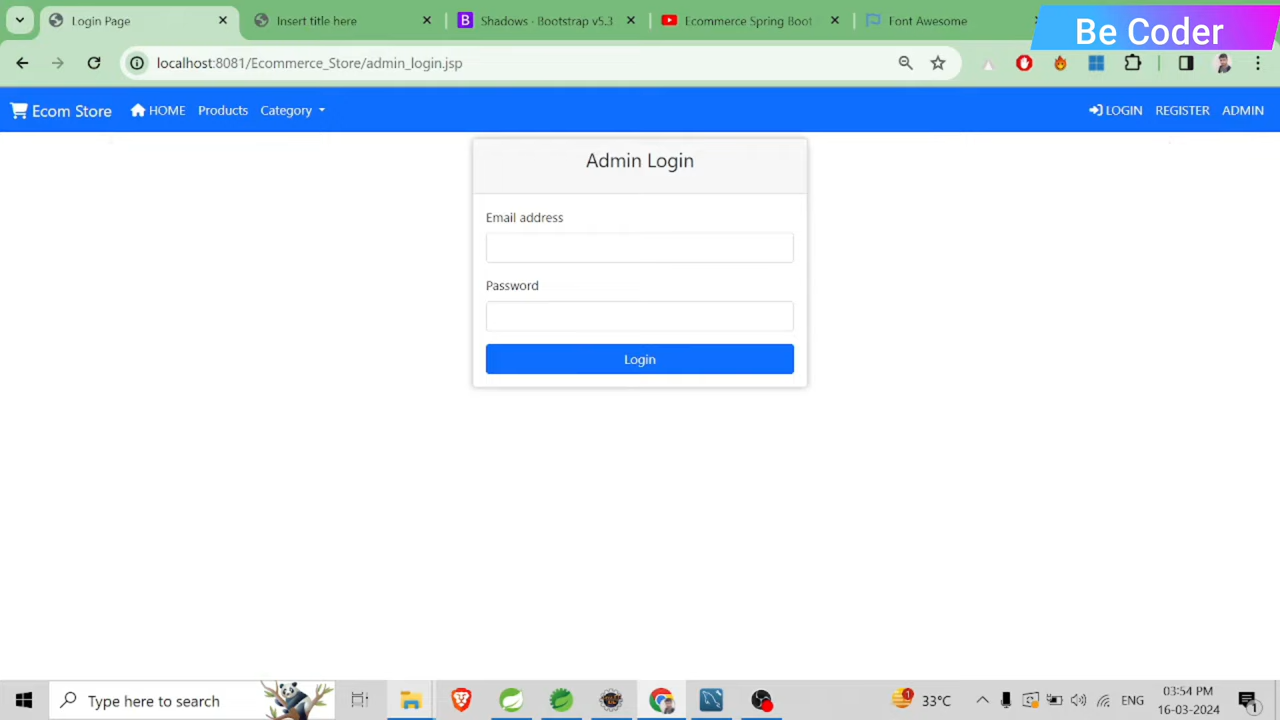 Login Page
Insert title here
Shadows · Bootstrap v5.3
Ecommerce Spring Boot
Font Awesome
Be Coder
localhost:8081/Ecommerce_Store/admin_login.jsp
Ecom Store
HOME
Products
Category
LOGIN
REGISTER
ADMIN
Admin Login
Email address
Password
Login
Type here to search
1
33°C
ENG
03:54 PM
16-03-2024
1